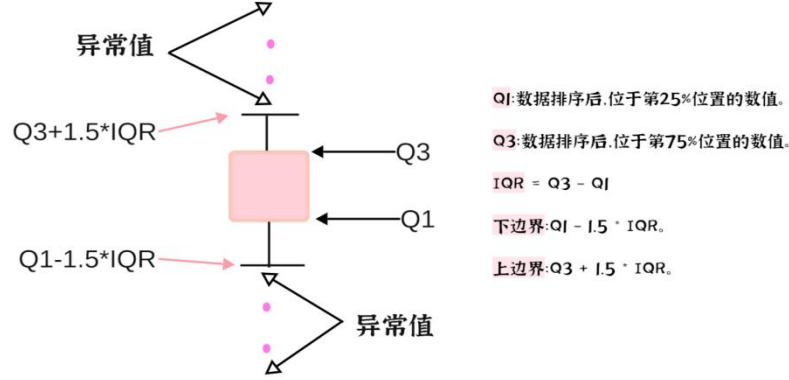 异常值
Q3+1.5*IQR
Q3
Q1
Q1-1.5*IQR
异常值
Q1:数据排序后,位于第25%位置的数值。
Q3:数据排序后,位于第75%位置的数值。
IQR = Q3 - Q1
下边界:Q1 - 1.5 * IQR。
上边界:Q3 + 1.5 * IQR。